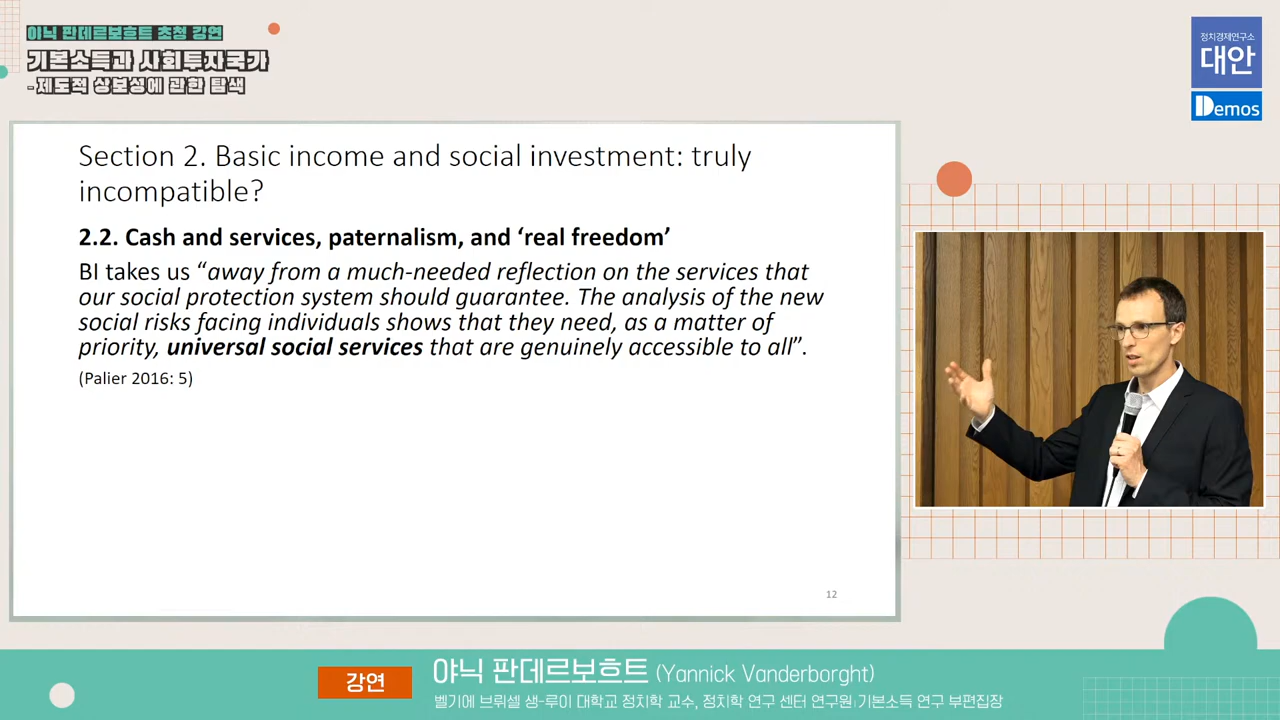 야닉 판데르보흐트 초청 강연
기본소득과 사회투자국가
- 제도적 상보성에 관한 탐색
정치경제연구소
대안
Demos
Section 2. Basic income and social investment: truly
incompatible?
2.2. Cash and services, paternalism, and ‘real freedom’
BI takes us “away from a much-needed reflection on the services that
our social protection system should guarantee. The analysis of the new
social risks facing individuals shows that they need, as a matter of
priority, universal social services that are genuinely accessible to all”.
(Palier 2016: 5)
12
강연
야닉 판데르보흐트 (Yannick Vanderborght)
벨기에 브뤼셀 생-루이 대학교 정치학 교수, 정치학 연구 센터 연구원, 기본소득 연구 부편집장